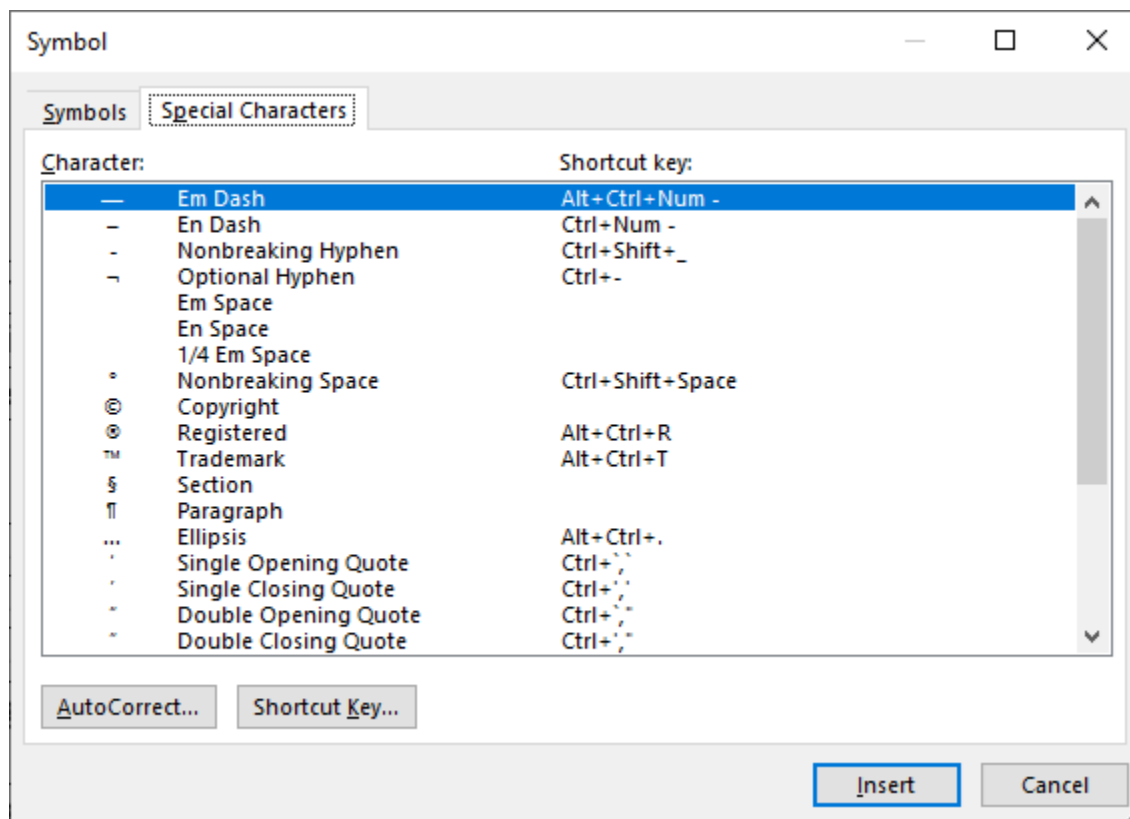 Symbol
Symbols Special Characters
Character: Shortcut key:
— Em Dash Alt+Ctrl+Num -
– En Dash Ctrl+Num -
- Nonbreaking Hyphen Ctrl+Shift+_
¬ Optional Hyphen Ctrl+-
Em Space
En Space
1/4 Em Space
° Nonbreaking Space Ctrl+Shift+Space
© Copyright
® Registered Alt+Ctrl+R
™ Trademark Alt+Ctrl+T
§ Section
¶ Paragraph
… Ellipsis Alt+Ctrl+.
‘ Single Opening Quote Ctrl+`,`
’ Single Closing Quote Ctrl+','
“ Double Opening Quote Ctrl+`,"
” Double Closing Quote Ctrl+',"
AutoCorrect... Shortcut Key...
Insert Cancel